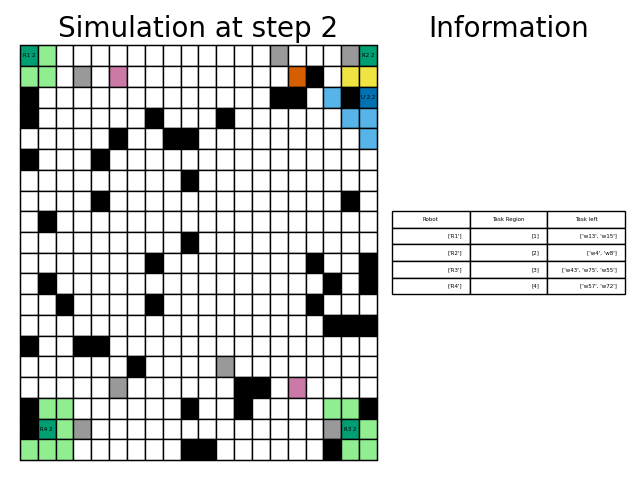 Simulation at step 2
Information
R1 2
R2 2
U 2 2
Robot Task Region Task left
['R1'] [1] ['w13', 'w15']
['R2'] [2] ['w4', 'w8']
['R3'] [3] ['w43', 'w75', 'w55']
['R4'] [4] ['w57', 'w72']
R4 2
R3 2